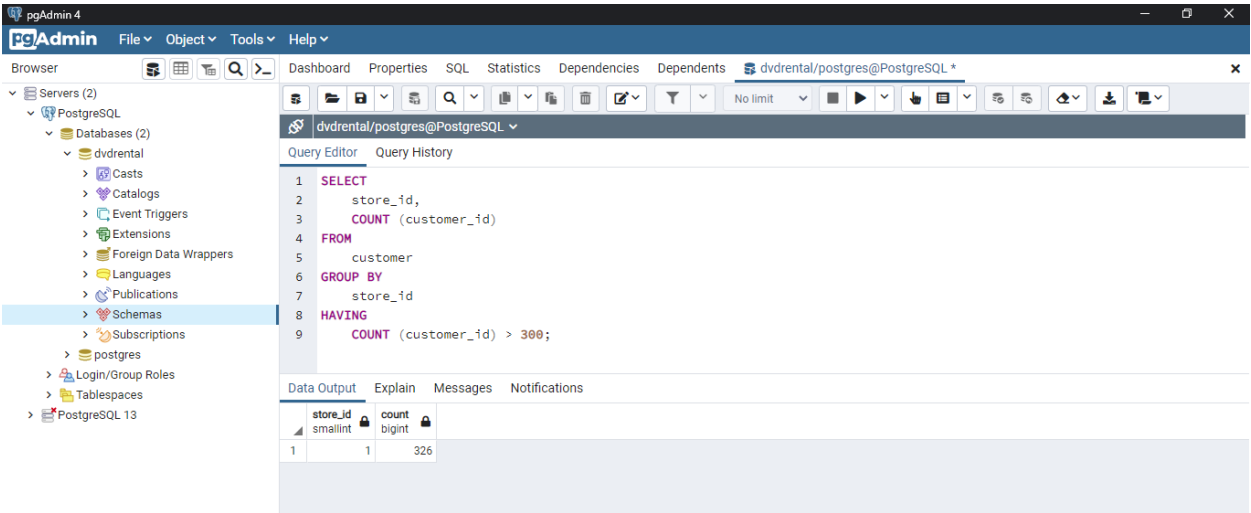 pgAdmin 4
pgAdmin File Object Tools Help
Browser
Dashboard Properties SQL Statistics Dependencies Dependents dvdrental/postgres@PostgreSQL *
No limit
Servers (2)
PostgreSQL
Databases (2)
dvdrental
Casts
Catalogs
Event Triggers
Extensions
Foreign Data Wrappers
Languages
Publications
Schemas
Subscriptions
postgres
Login/Group Roles
Tablespaces
PostgreSQL 13
dvdrental/postgres@PostgreSQL
Query Editor Query History
1 SELECT
2 store_id,
3 COUNT (customer_id)
4 FROM
5 customer
6 GROUP BY
7 store_id
8 HAVING
9 COUNT (customer_id) > 300;
Data Output Explain Messages Notifications
store_id count
smallint bigint
1 1 326